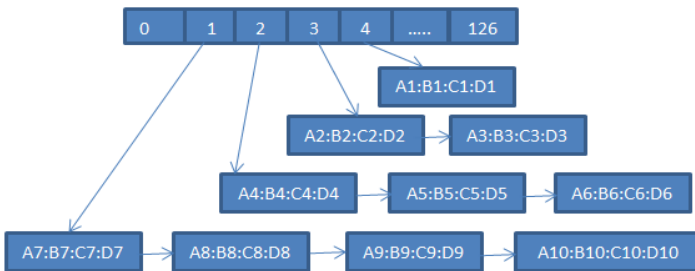 0 1 2 3 4 ..... 126
A1:B1:C1:D1
A2:B2:C2:D2 A3:B3:C3:D3
A4:B4:C4:D4 A5:B5:C5:D5 A6:B6:C6:D6
A7:B7:C7:D7 A8:B8:C8:D8 A9:B9:C9:D9 A10:B10:C10:D10